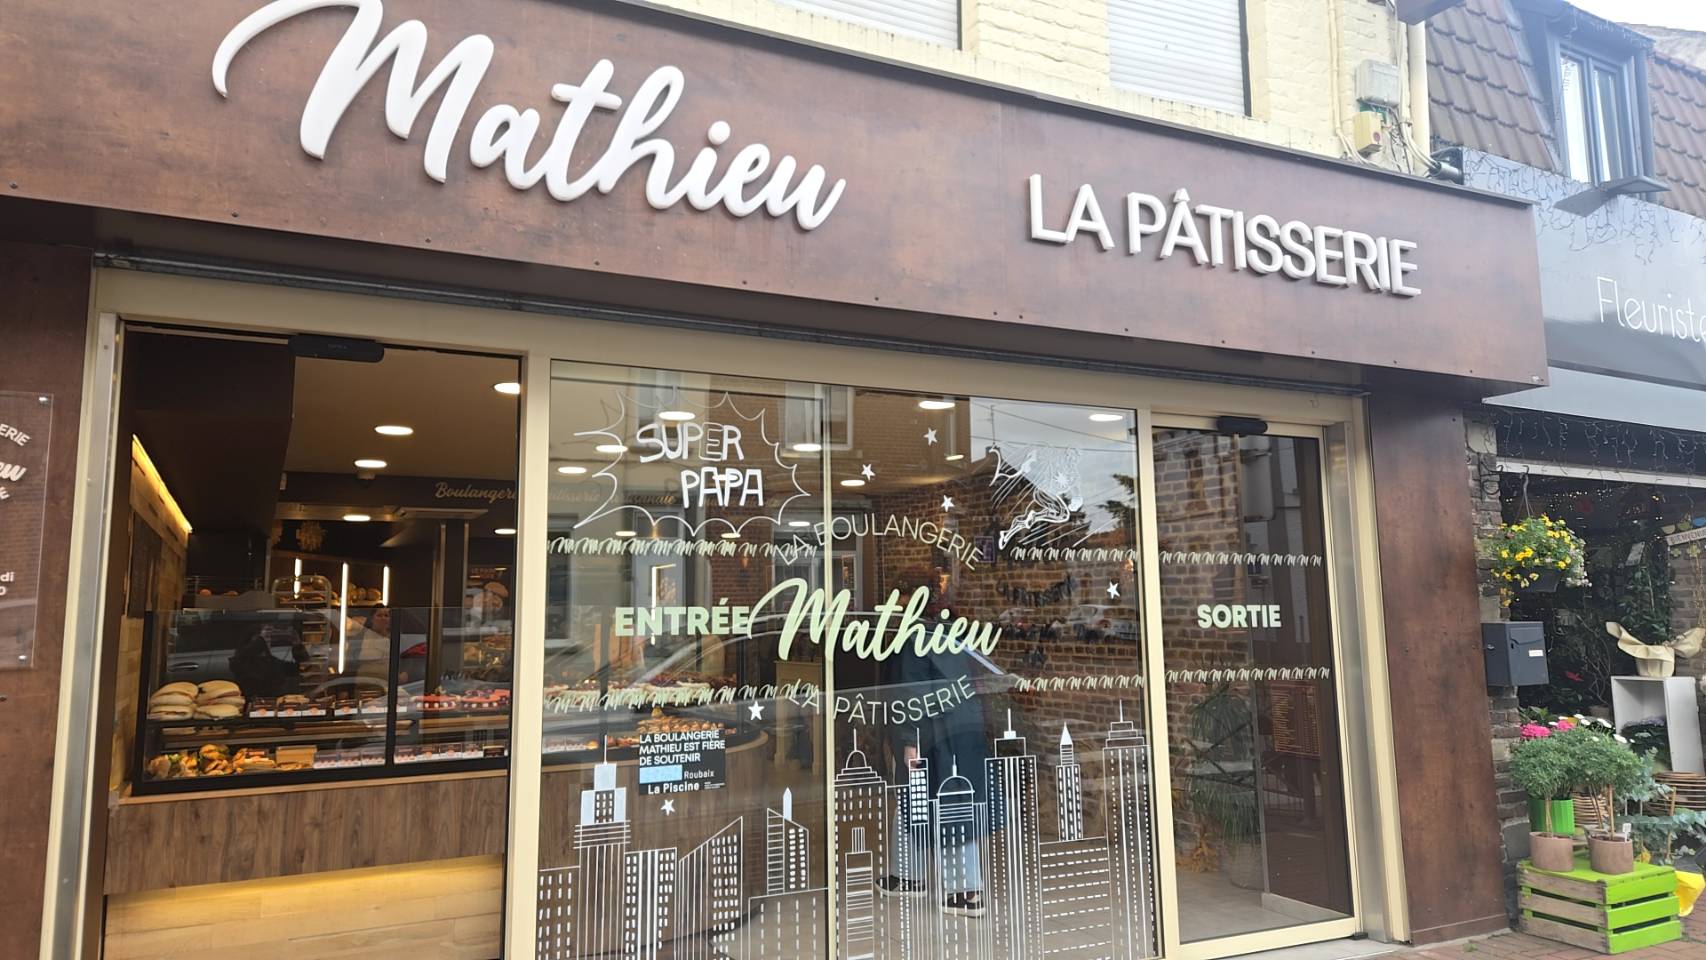 Mathieu
LA PÂTISSERIE
Fleuriste
SUPER
PAPA
LA BOULANGERIE
ENTRÉE
Mathieu
SORTIE
LA PÂTISSERIE
LA BOULANGERIE
MATHIEU EST FIÈRE
DE SOUTENIR
Roubaix
La Piscine